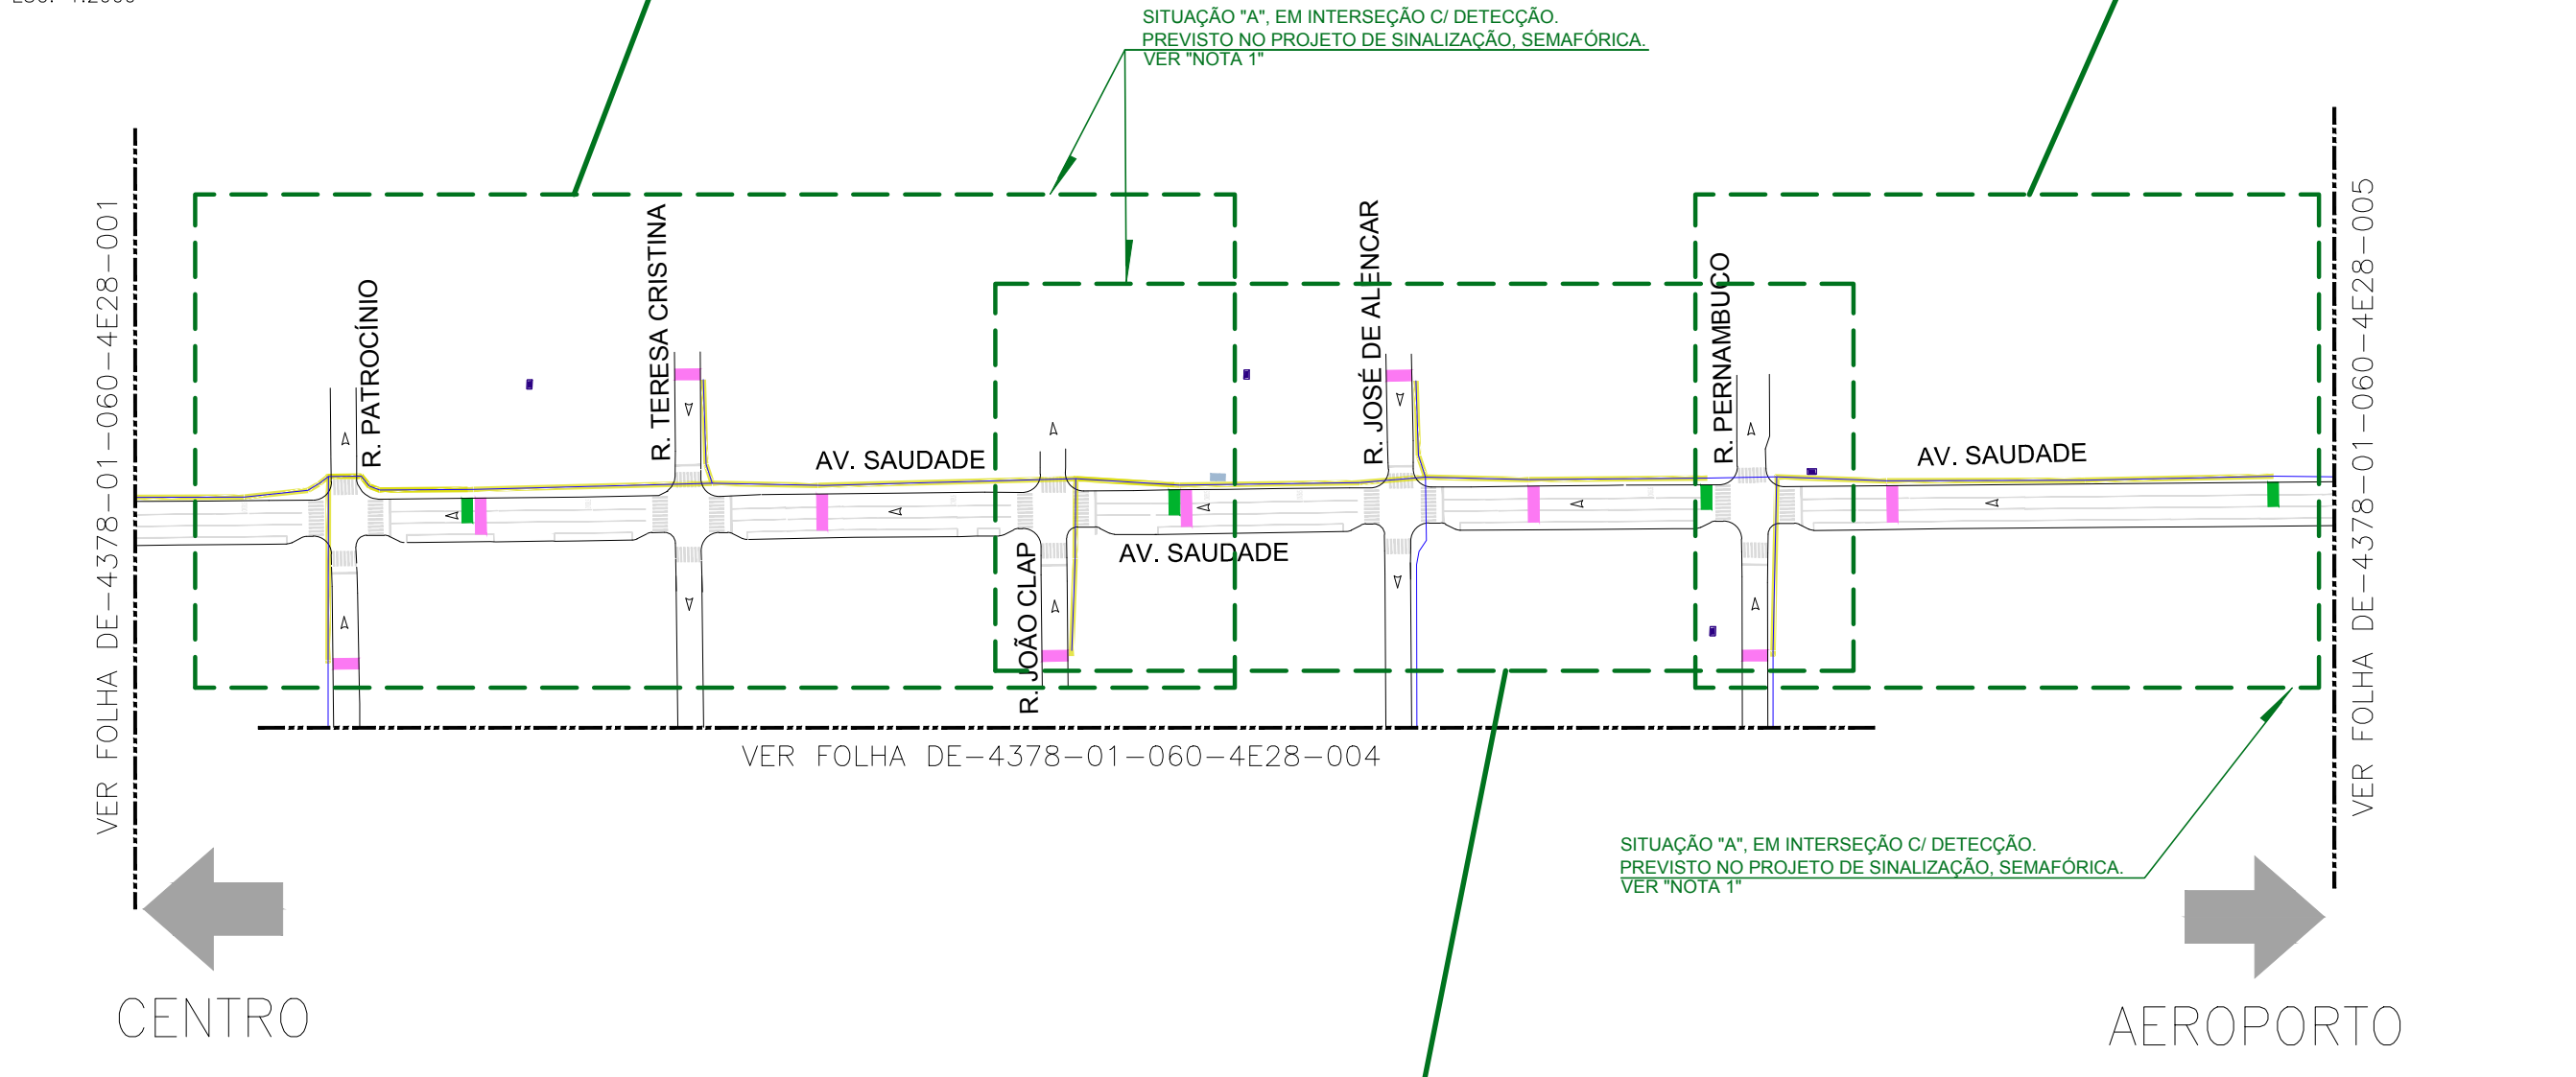 SITUAÇÃO "A", EM INTERSEÇÃO C/ DETECÇÃO.
PREVISTO NO PROJETO DE SINALIZAÇÃO, SEMAFÓRICA.
VER "NOTA 1"
VER FOLHA DE-4378-01-060-4E28-001
R. PATROCÍNIO
R. TERESA CRISTINA
AV. SAUDADE
R. JOÃO CLAP
AV. SAUDADE
R. JOSÉ DE ALENCAR
R. PERNAMBUCO
AV. SAUDADE
VER FOLHA DE-4378-01-060-4E28-005
VER FOLHA DE-4378-01-060-4E28-004
SITUAÇÃO "A", EM INTERSEÇÃO C/ DETECÇÃO.
PREVISTO NO PROJETO DE SINALIZAÇÃO, SEMAFÓRICA.
VER "NOTA 1"
CENTRO
AEROPORTO